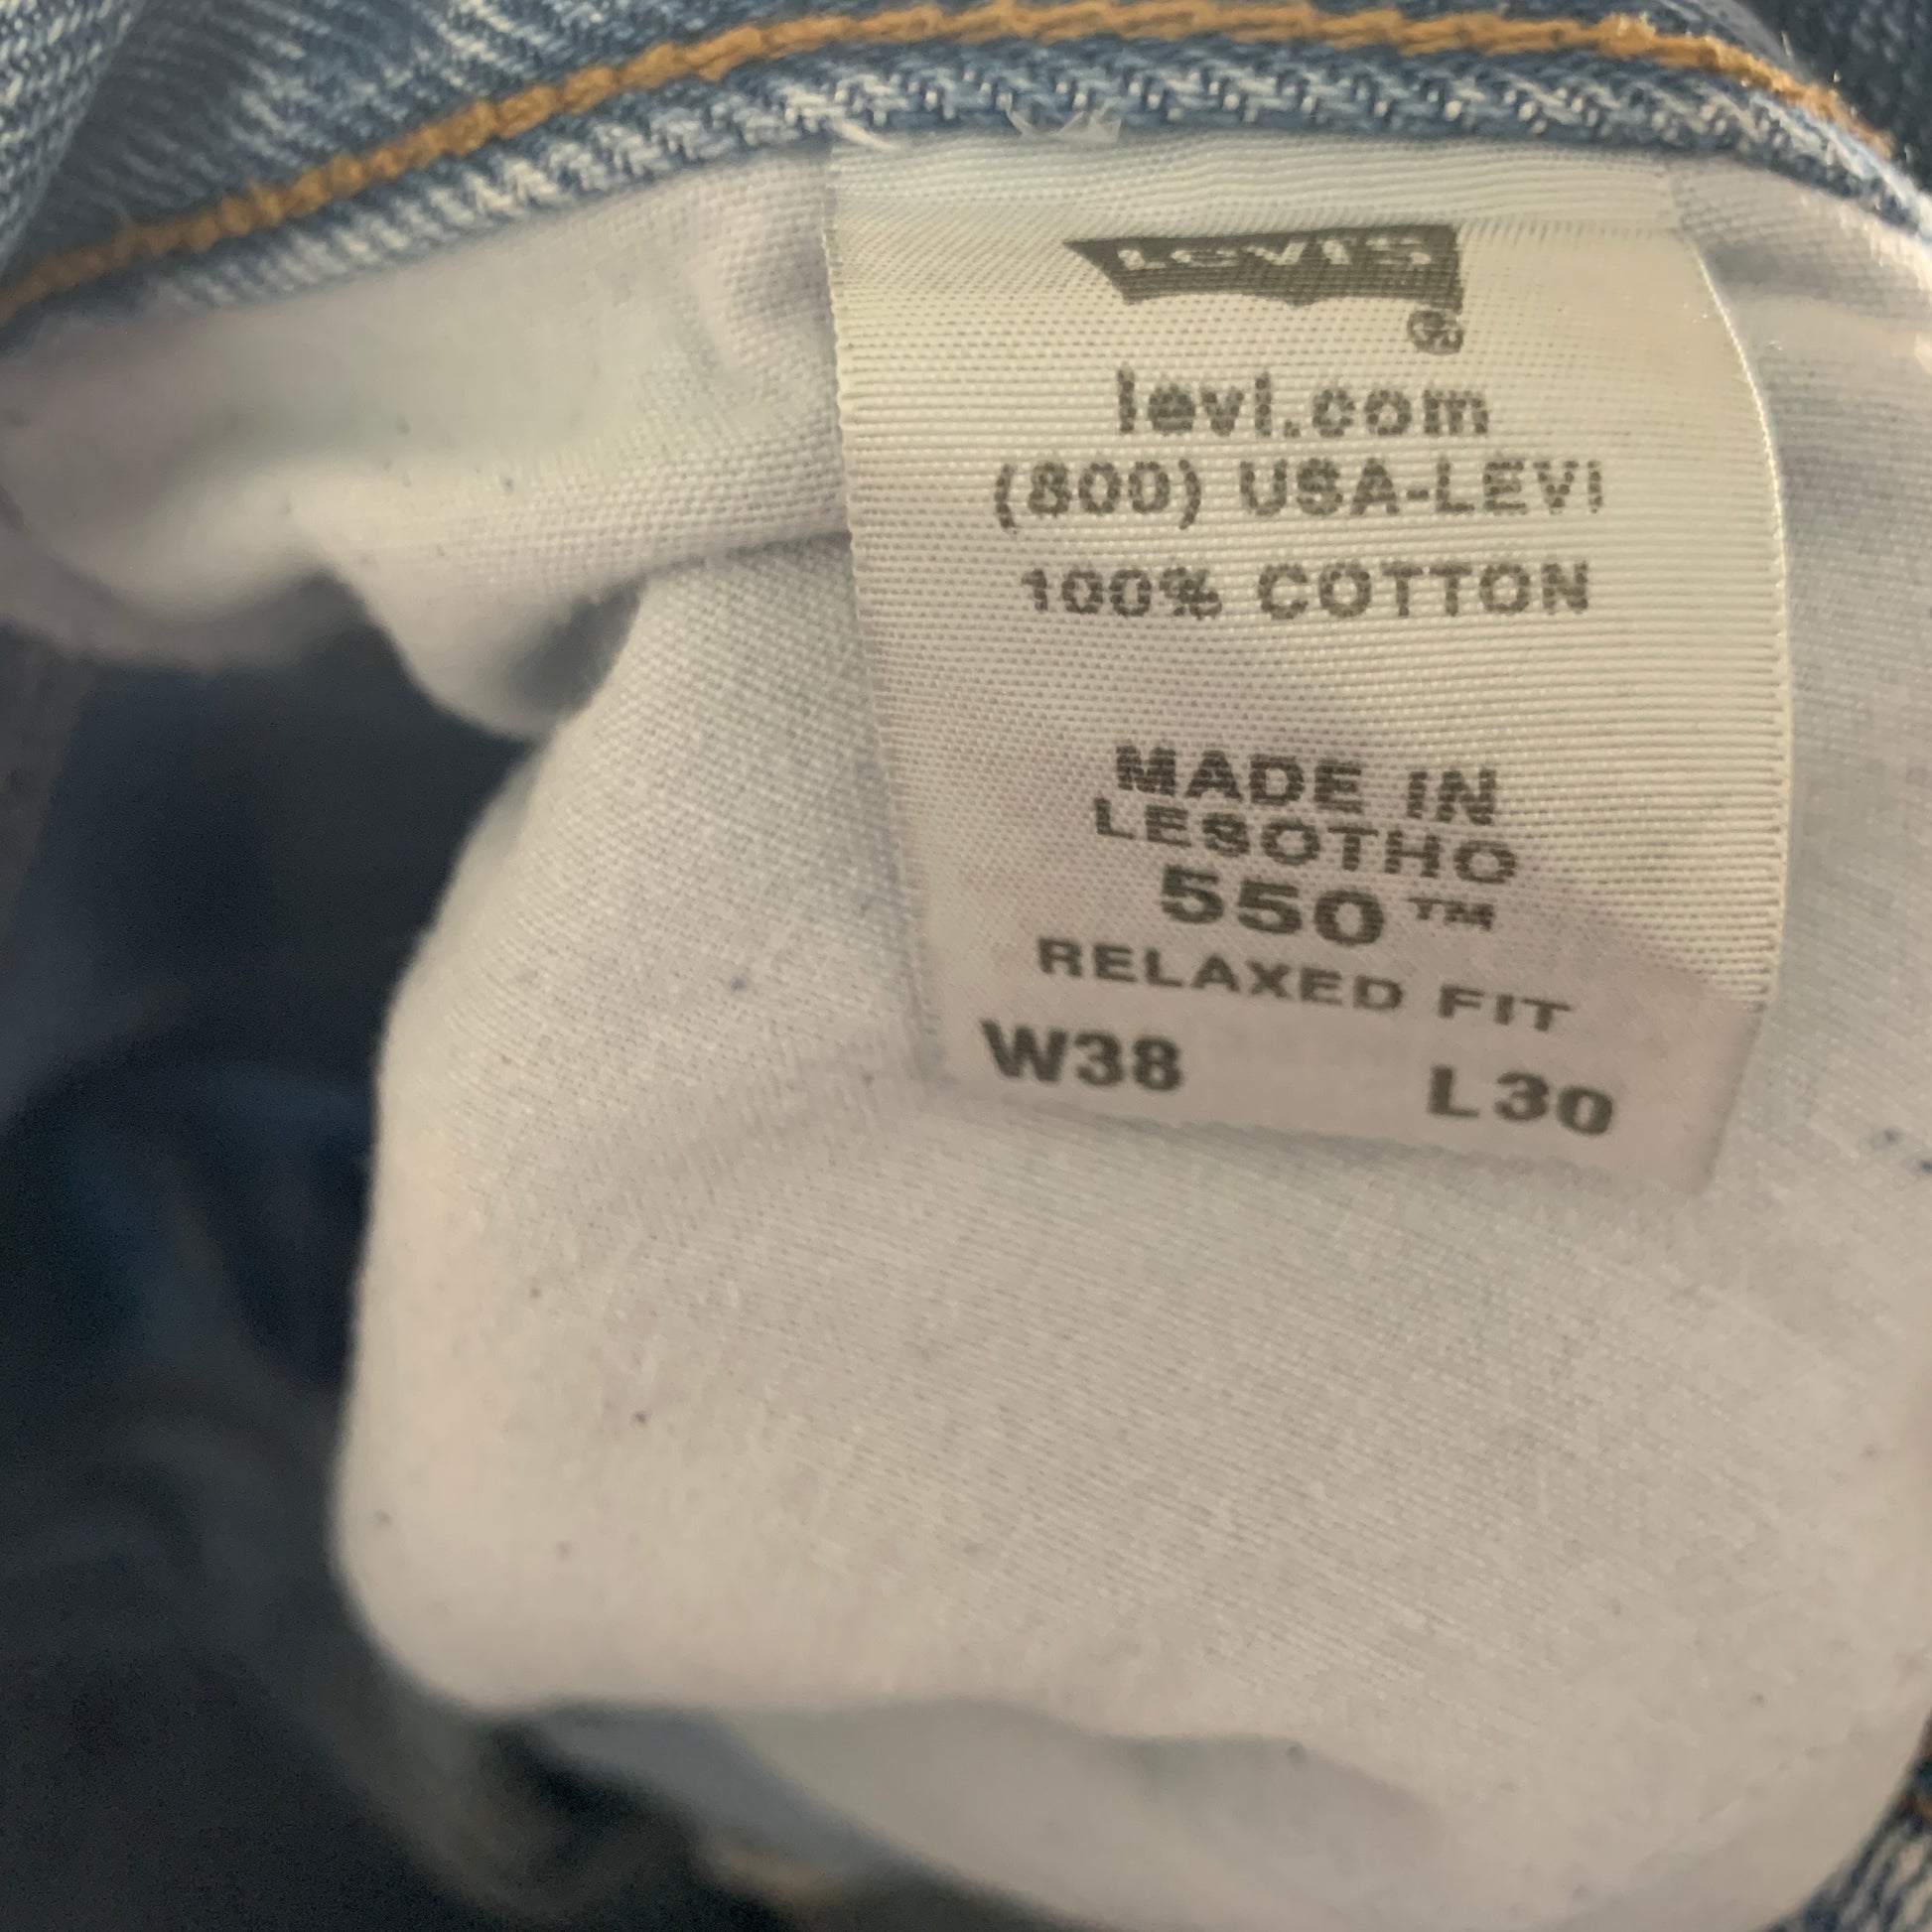 Levi's
®
levi.com
(800) USA-LEVI
100% COTTON
MADE IN
LESOTHO
550™
RELAXED FIT
W38 L30